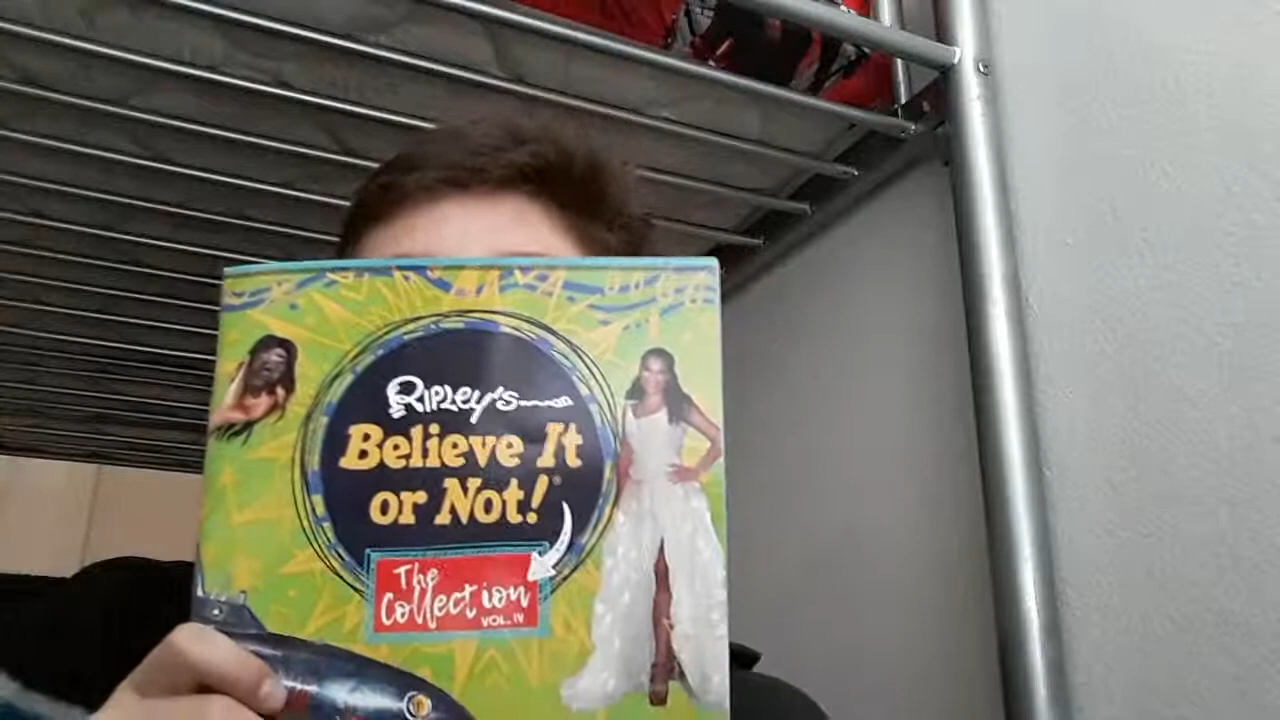 Ripley's
Believe It
or Not!®
The
Collection
VOL. IV